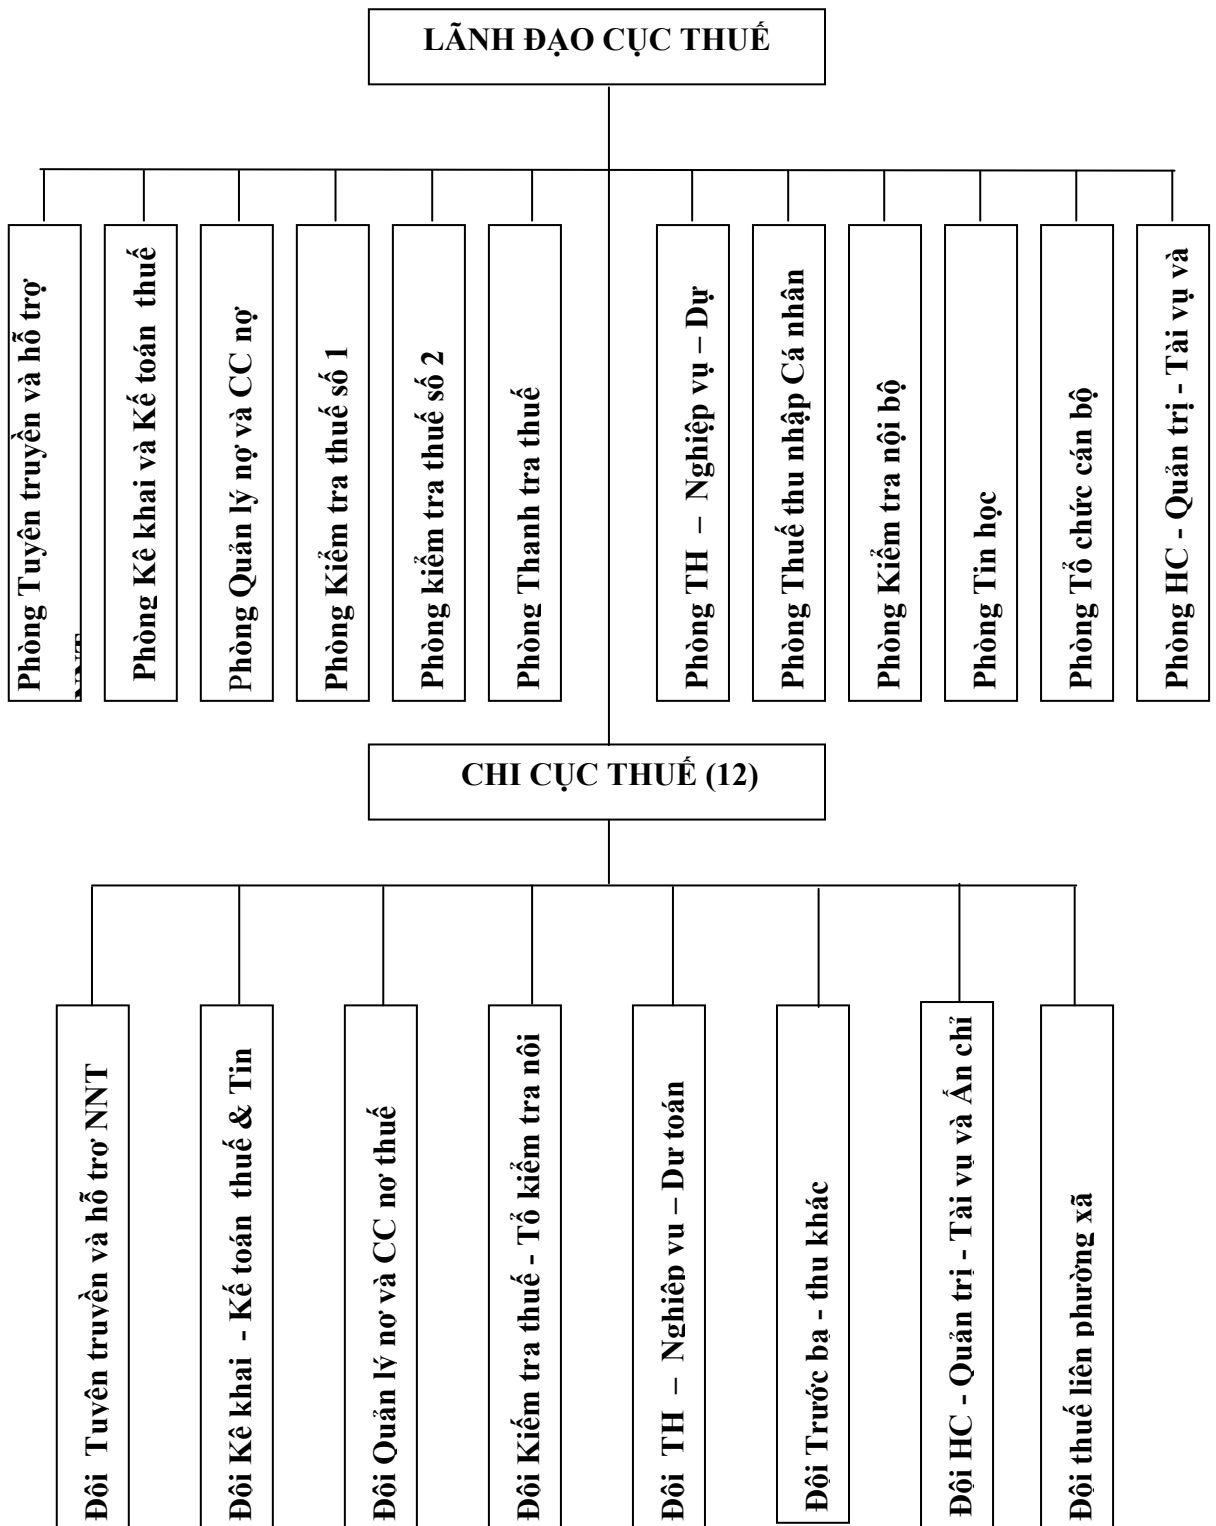 LÃNH ĐẠO CỤC THUẾ
Phòng Tuyên truyền và hỗ trợ
NNT
Phòng Kê khai và Kế toán thuế
Phòng Quản lý nợ và CC nợ
Phòng Kiểm tra thuế số 1
Phòng kiểm tra thuế số 2
Phòng Thanh tra thuế
Phòng TH – Nghiệp vụ – Dự
Phòng Thuế thu nhập Cá nhân
Phòng Kiểm tra nội bộ
Phòng Tin học
Phòng Tổ chức cán bộ
Phòng HC - Quản trị - Tài vụ và
CHI CỤC THUẾ (12)
Đội Tuyên truyền và hỗ trợ NNT
Đội Kê khai - Kế toán thuế & Tin
Đội Quản lý nợ và CC nợ thuế
Đội Kiểm tra thuế - Tổ kiểm tra nội
Đội TH – Nghiệp vụ – Dự toán
Đội Trước bạ - thu khác
Đội HC - Quản trị - Tài vụ và Ấn chỉ
Đội thuế liên phường xã